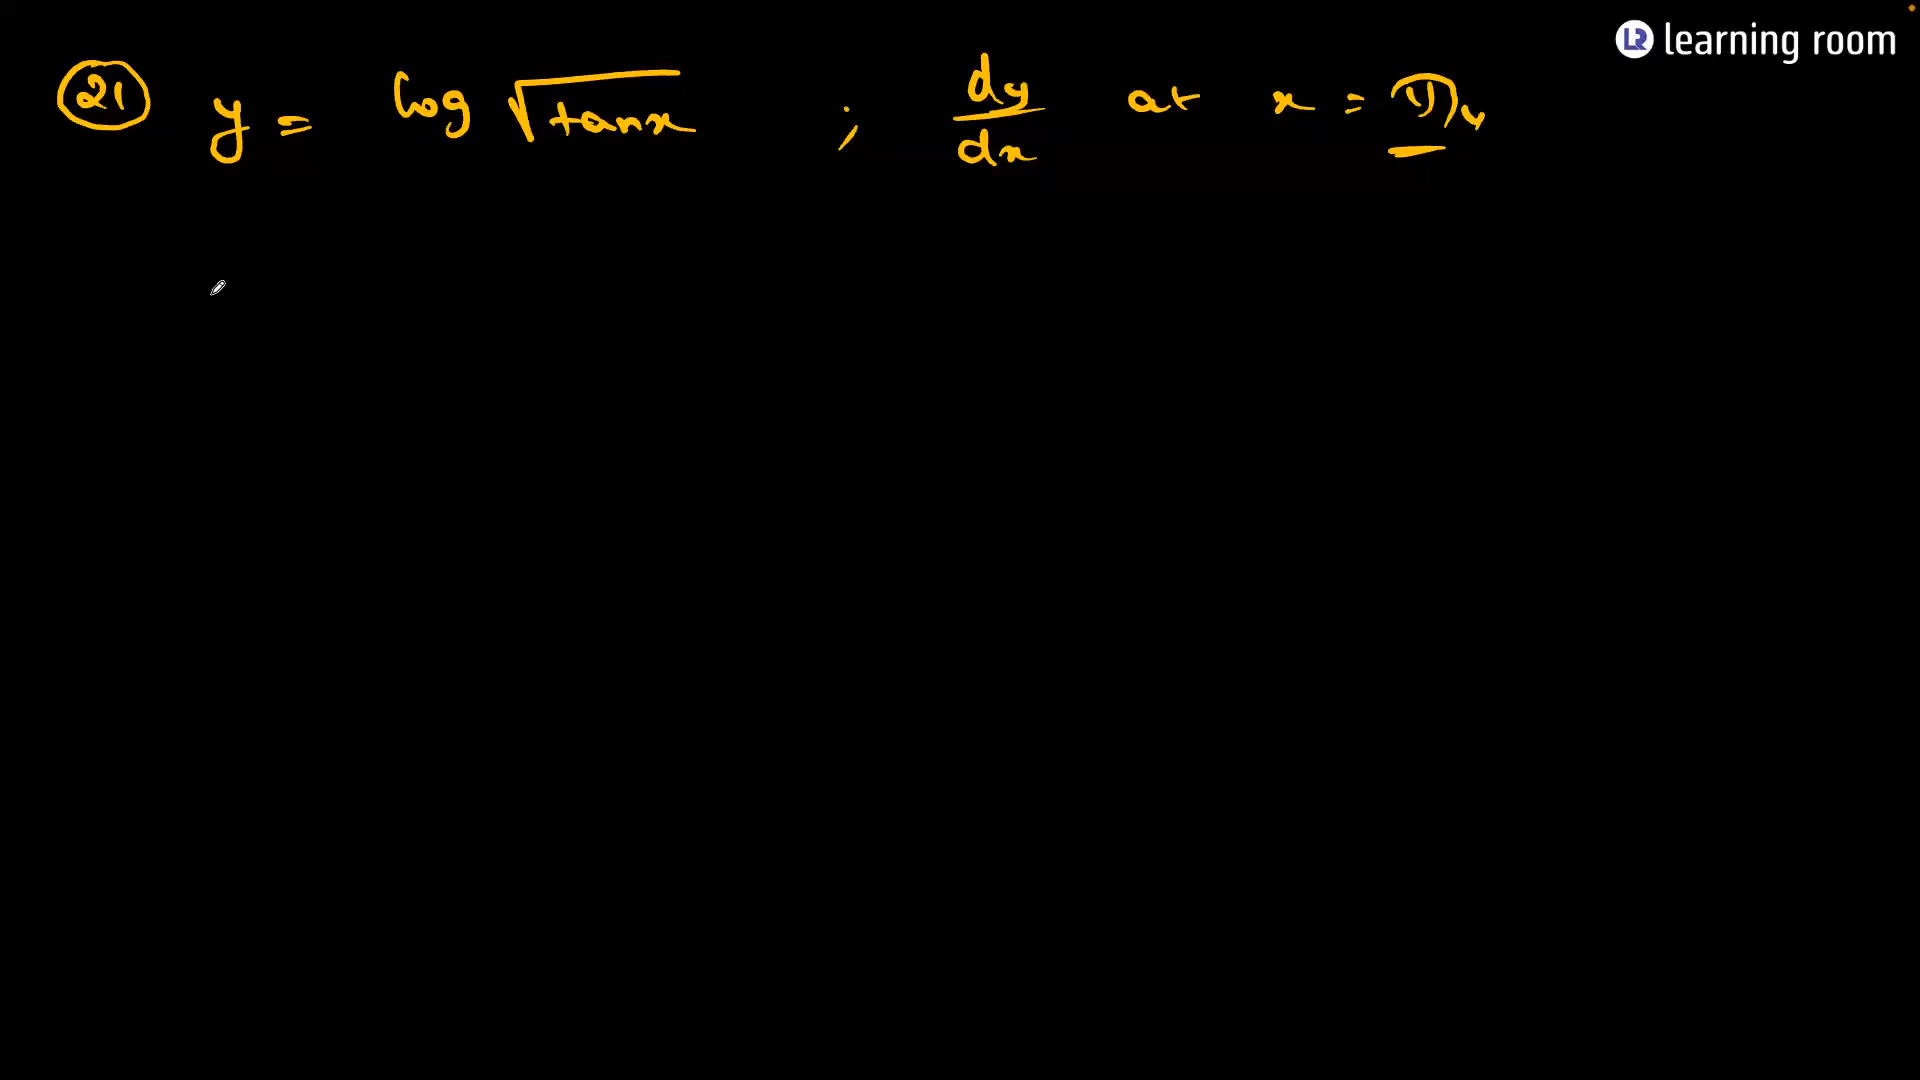 learning room
21 y = log √tanx ; dy/dx at x = π/4